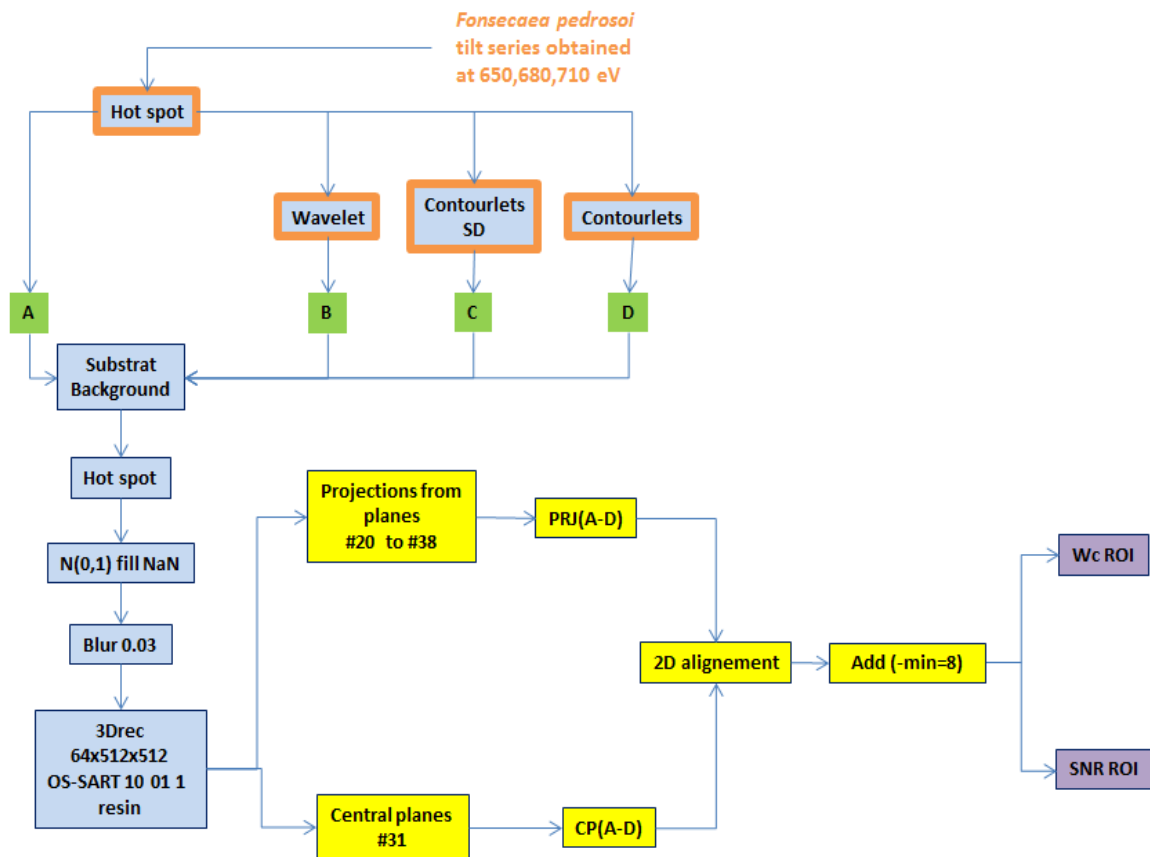 Fonsecaea pedrosoi
tilt series obtained
at 650,680,710 eV
Hot spot
Wavelet
Contourlets
SD
Contourlets
A
B
C
D
Substrat
Background
Hot spot
N(0,1) fill NaN
Blur 0.03
3Drec
64x512x512
OS-SART 10 01 1
resin
Projections from
planes
#20 to #38
PRJ(A-D)
Central planes
#31
CP(A-D)
2D alignement
Add (-min=8)
Wc ROI
SNR ROI